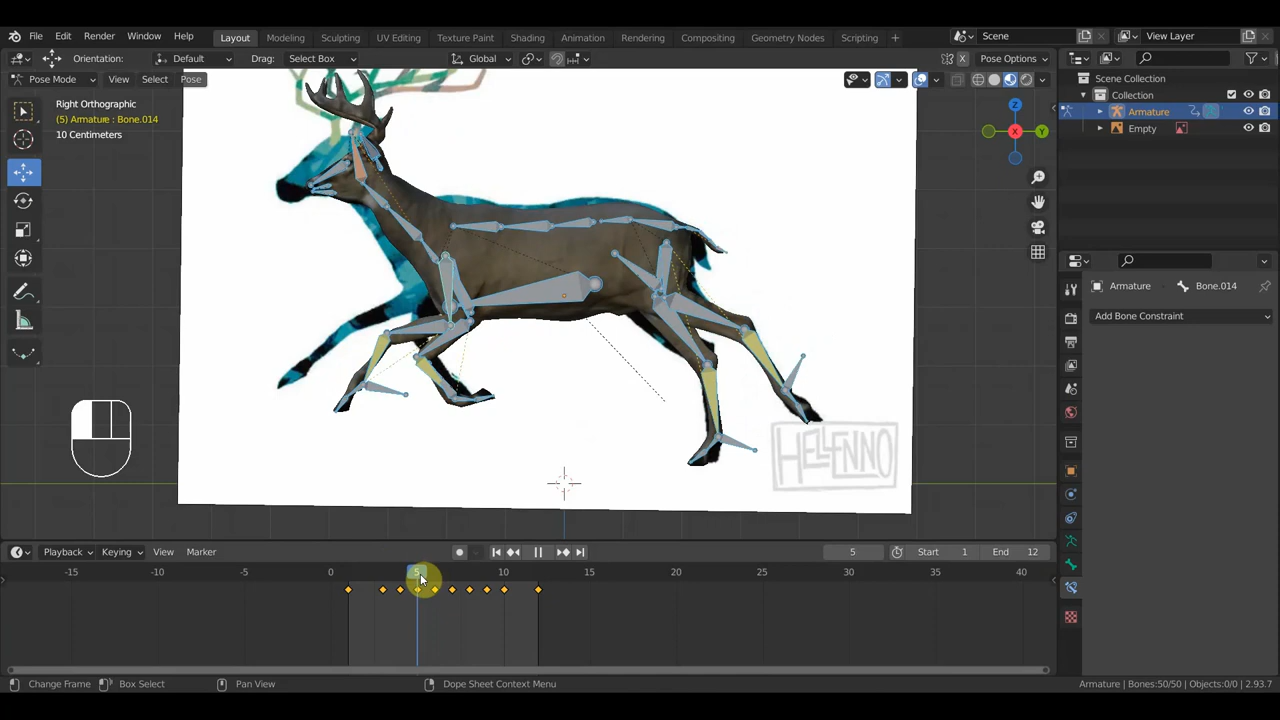 File Edit Render Window Help Layout Modeling Sculpting UV Editing Texture Paint Shading Animation Rendering Compositing Geometry Nodes Scripting + Scene View Layer
Orientation: Default Drag: Select Box Global Pose Options
Pose Mode View Select Pose
Right Orthographic
(5) Armature : Bone.014
10 Centimeters
Z
X
Y
HELLENNO
Scene Collection
Collection
Armature
Empty
Armature Bone.014
Add Bone Constraint
Playback Keying View Marker 5 Start 1 End 12
-15 -10 -5 0 5 10 15 20 25 30 35 40
Change Frame Box Select Pan View Dope Sheet Context Menu Armature | Bones:50/50 | Objects:0/0 | 2.93.7